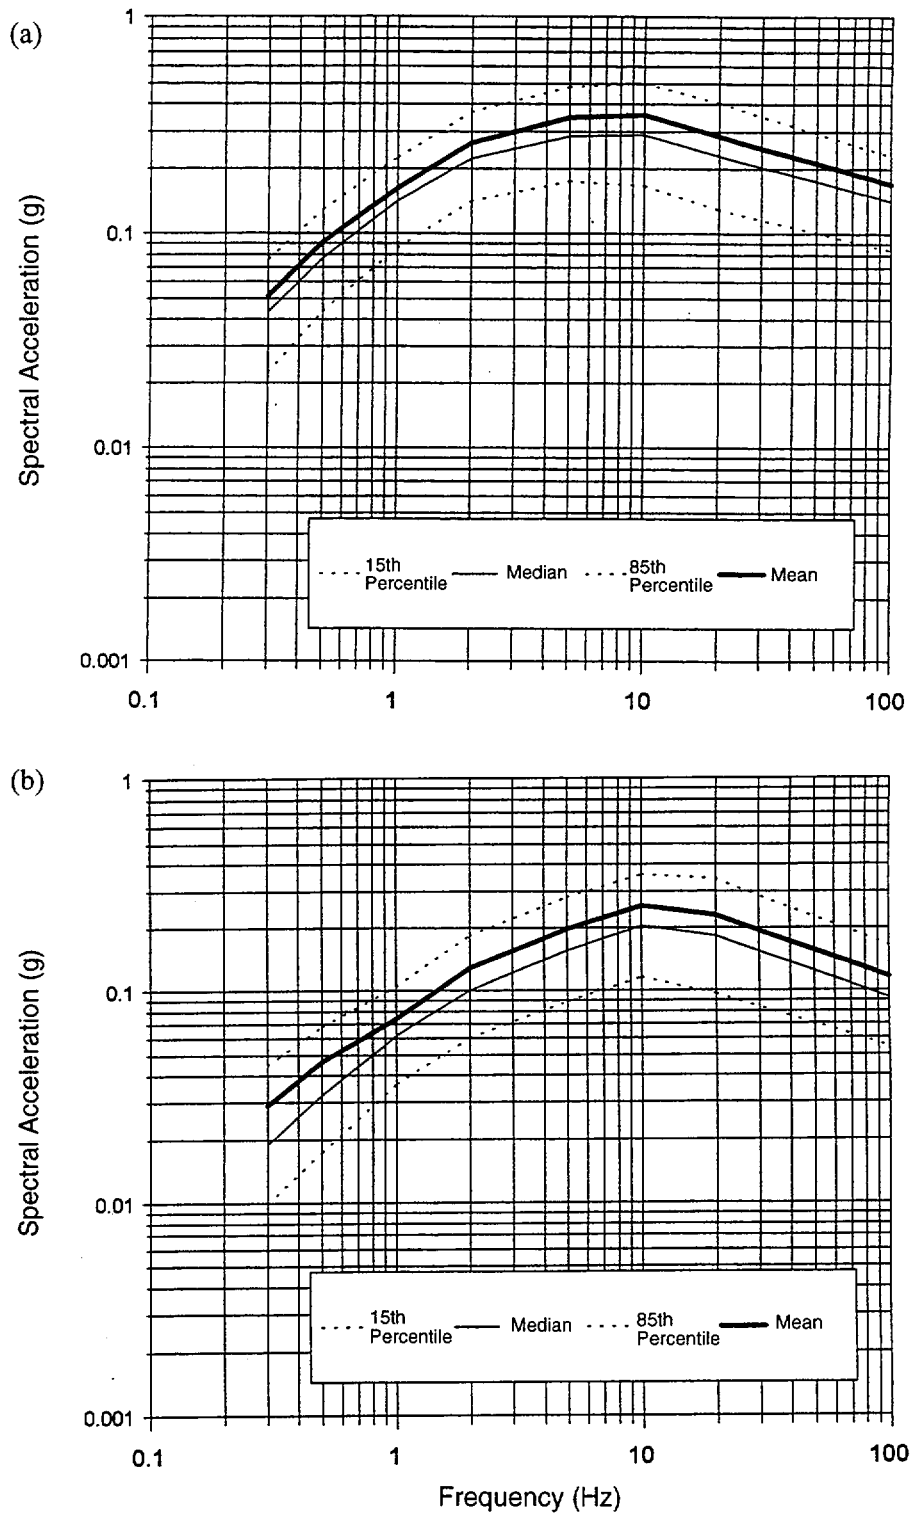 (a)
1
0.1
0.01
0.001
Spectral Acceleration (g)
15th Percentile
Median
85th Percentile
Mean
0.1 1 10 100
(b)
1
0.1
0.01
0.001
Spectral Acceleration (g)
15th Percentile
Median
85th Percentile
Mean
0.1 1 10 100
Frequency (Hz)